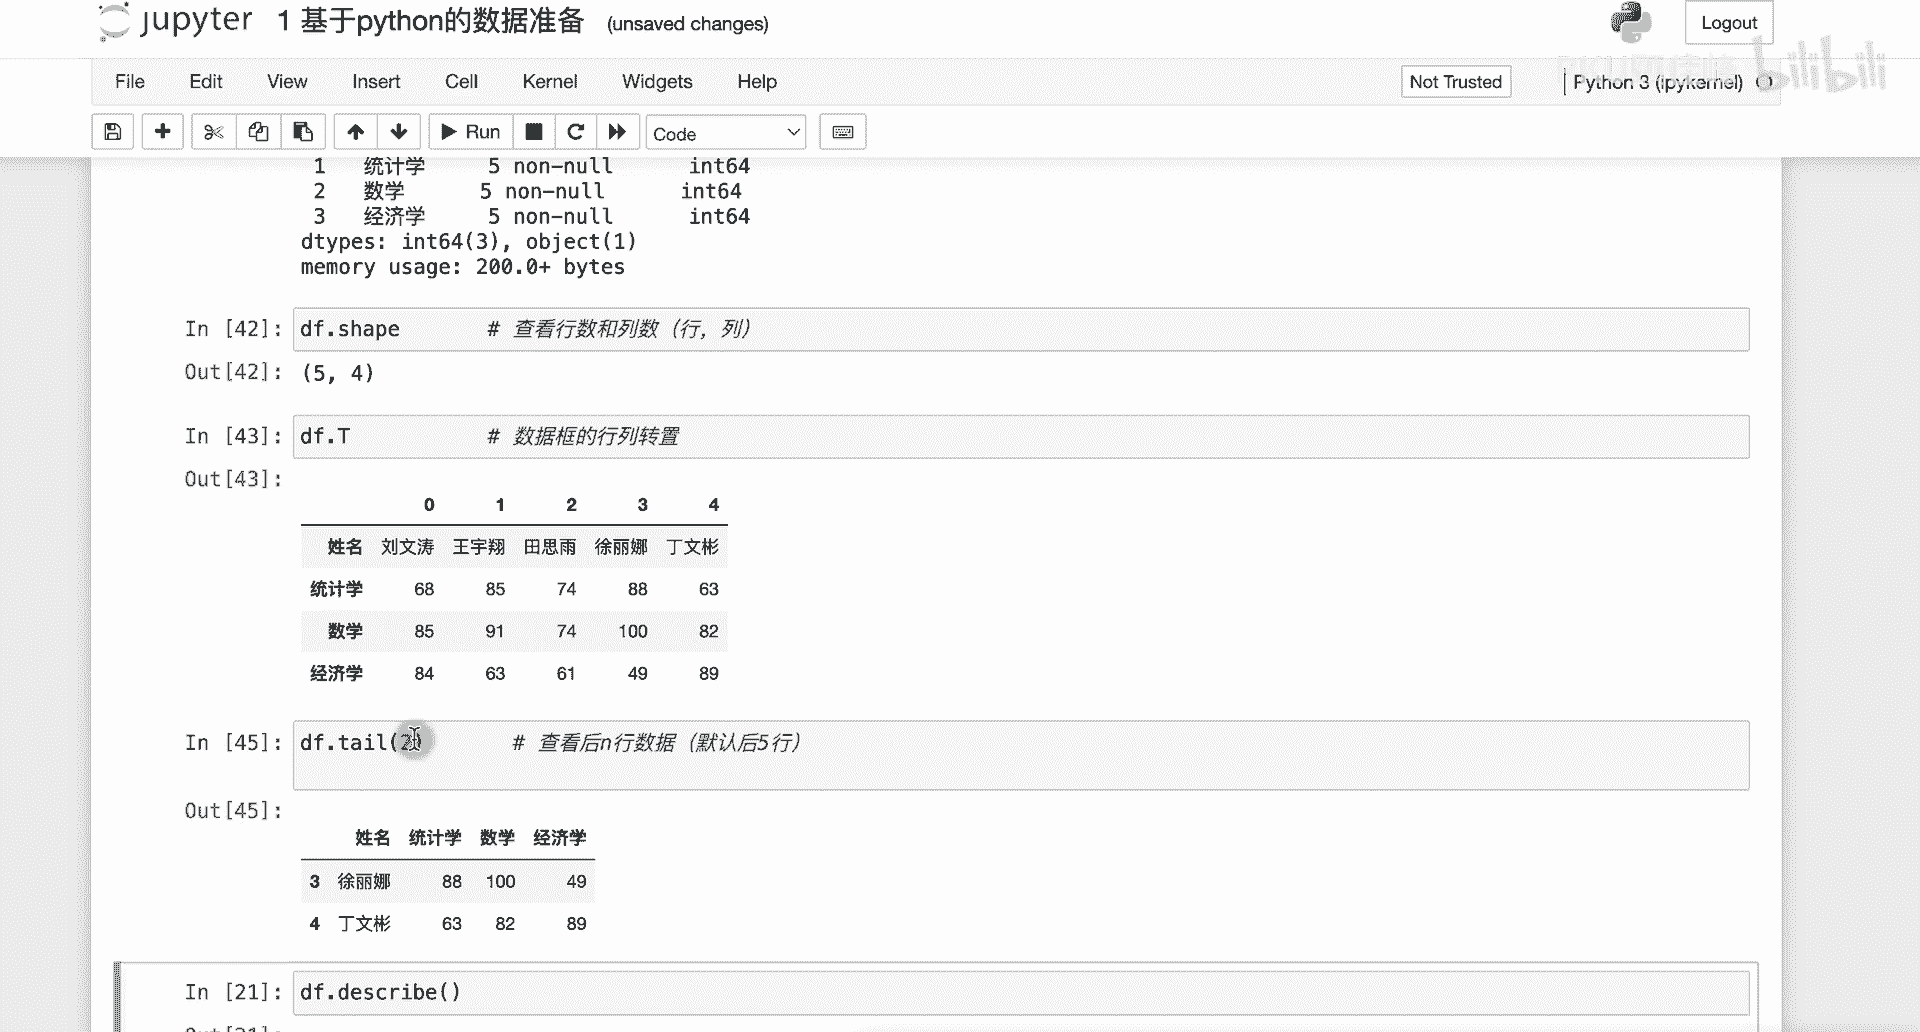 jupyter 1 基于python的数据准备 (unsaved changes)
Logout
bilibili
File Edit View Insert Cell Kernel Widgets Help
Not Trusted
Python 3 (ipykernel)
Run
Code
1 统计学 5 non-null int64
2 数学 5 non-null int64
3 经济学 5 non-null int64
dtypes: int64(3), object(1)
memory usage: 200.0+ bytes
In [42]: df.shape # 查看行数和列数（行，列）
Out[42]: (5, 4)
In [43]: df.T # 数据框的行列转置
Out[43]:
0 1 2 3 4
姓名 刘文涛 王宇翔 田思雨 徐丽娜 丁文彬
统计学 68 85 74 88 63
数学 85 91 74 100 82
经济学 84 63 61 49 89
In [45]: df.tail(2) # 查看后n行数据（默认后5行）
Out[45]:
姓名 统计学 数学 经济学
3 徐丽娜 88 100 49
4 丁文彬 63 82 89
In [21]: df.describe()